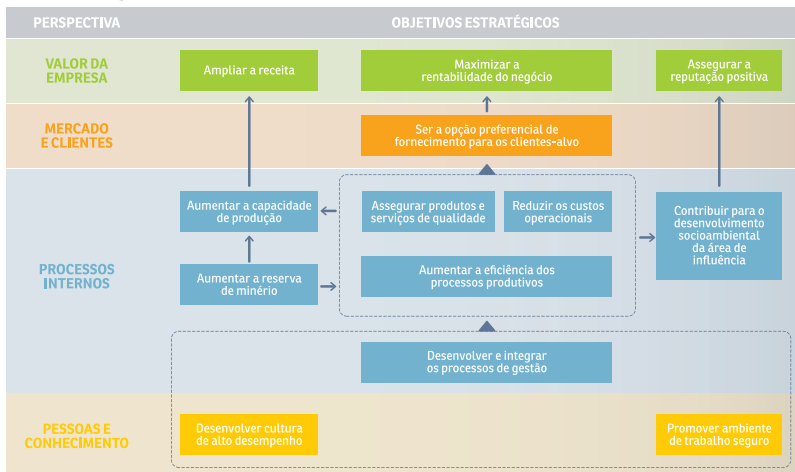 PERSPECTIVA
OBJETIVOS ESTRATÉGICOS
VALOR DA
EMPRESA
Ampliar a receita
Maximizar a
rentabilidade do negócio
Assegurar a
reputação positiva
MERCADO
E CLIENTES
Ser a opção preferencial de
fornecimento para os clientes-alvo
PROCESSOS
INTERNOS
Aumentar a capacidade
de produção
Assegurar produtos e
serviços de qualidade
Reduzir os custos
operacionais
Contribuir para o
desenvolvimento
socioambiental
da área de
influência
Aumentar a reserva
de minério
Aumentar a eficiência dos
processos produtivos
Desenvolver e integrar
os processos de gestão
PESSOAS E
CONHECIMENTO
Desenvolver cultura
de alto desempenho
Promover ambiente
de trabalho seguro